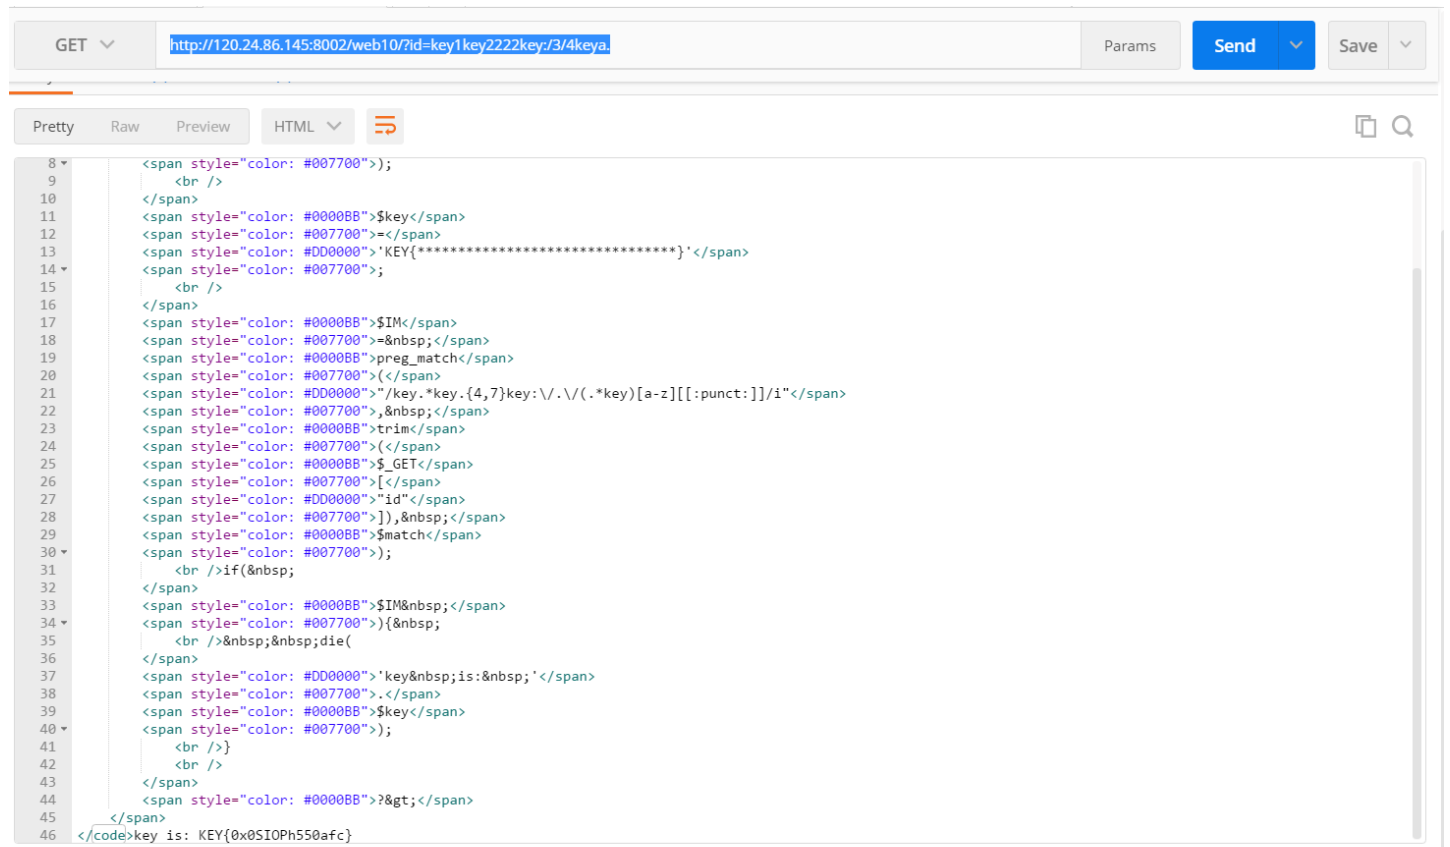 GET http://120.24.86.145:8002/web10/?id=key1key2222key:/3/4keya. Params Send Save
Pretty Raw Preview HTML
8 <span style="color: #007700">);
9 <br />
10 </span>
11 <span style="color: #0000BB">$key</span>
12 <span style="color: #007700">=</span>
13 <span style="color: #DD0000">'KEY{********************************}'</span>
14 <span style="color: #007700">;
15 <br />
16 </span>
17 <span style="color: #0000BB">$IM</span>
18 <span style="color: #007700">=&nbsp;</span>
19 <span style="color: #0000BB">preg_match</span>
20 <span style="color: #007700">(</span>
21 <span style="color: #DD0000">"/key.*key.{4,7}key:\/.\/(.*key)[a-z][[:punct:]]/i"</span>
22 <span style="color: #007700">,&nbsp;</span>
23 <span style="color: #0000BB">trim</span>
24 <span style="color: #007700">(</span>
25 <span style="color: #0000BB">$_GET</span>
26 <span style="color: #007700">[</span>
27 <span style="color: #DD0000">"id"</span>
28 <span style="color: #007700">]),&nbsp;</span>
29 <span style="color: #0000BB">$match</span>
30 <span style="color: #007700">);
31 <br />if(&nbsp;
32 </span>
33 <span style="color: #0000BB">$IM&nbsp;</span>
34 <span style="color: #007700">){&nbsp;
35 <br />&nbsp;&nbsp;die(
36 </span>
37 <span style="color: #DD0000">'key&nbsp;is:&nbsp;'</span>
38 <span style="color: #007700">.</span>
39 <span style="color: #0000BB">$key</span>
40 <span style="color: #007700">);
41 <br />}
42 <br />
43 </span>
44 <span style="color: #0000BB">?&gt;</span>
45 </span>
46 </code>key is: KEY{0x0SIOPh550afc}